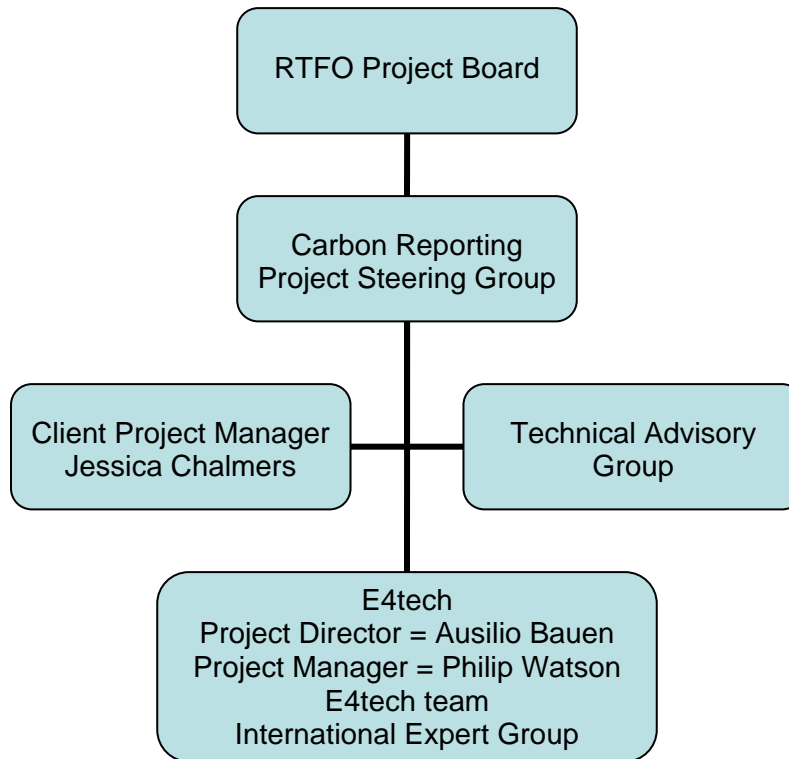 RTFO Project Board
Carbon Reporting
Project Steering Group
Client Project Manager
Jessica Chalmers
Technical Advisory
Group
E4tech
Project Director = Ausilio Bauen
Project Manager = Philip Watson
E4tech team
International Expert Group